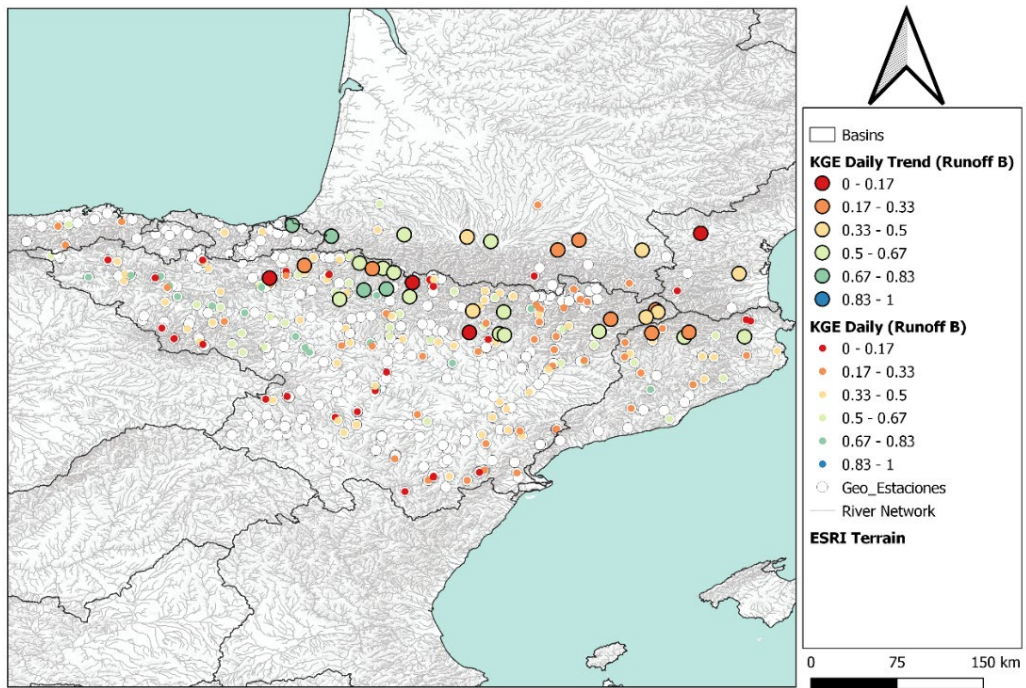 Basins
KGE Daily Trend (Runoff B)
0 - 0.17
0.17 - 0.33
0.33 - 0.5
0.5 - 0.67
0.67 - 0.83
0.83 - 1
KGE Daily (Runoff B)
0 - 0.17
0.17 - 0.33
0.33 - 0.5
0.5 - 0.67
0.67 - 0.83
0.83 - 1
Geo_Estaciones
River Network
ESRI Terrain
0 75 150 km